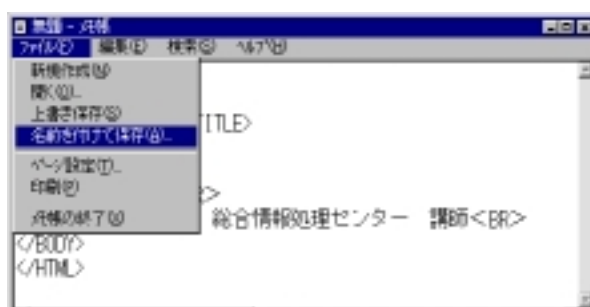 無題 - メモ帳
ファイル(F) 編集(E) 検索(S) ヘルプ(H)
新規作成(N)
開く(O)...
上書き保存(S)
名前を付けて保存(A)...
ページ設定(T)...
印刷(P)
メモ帳の終了(X)
ITLE>
>
総合情報処理センター 講師<BR>
</BODY>
</HTML>